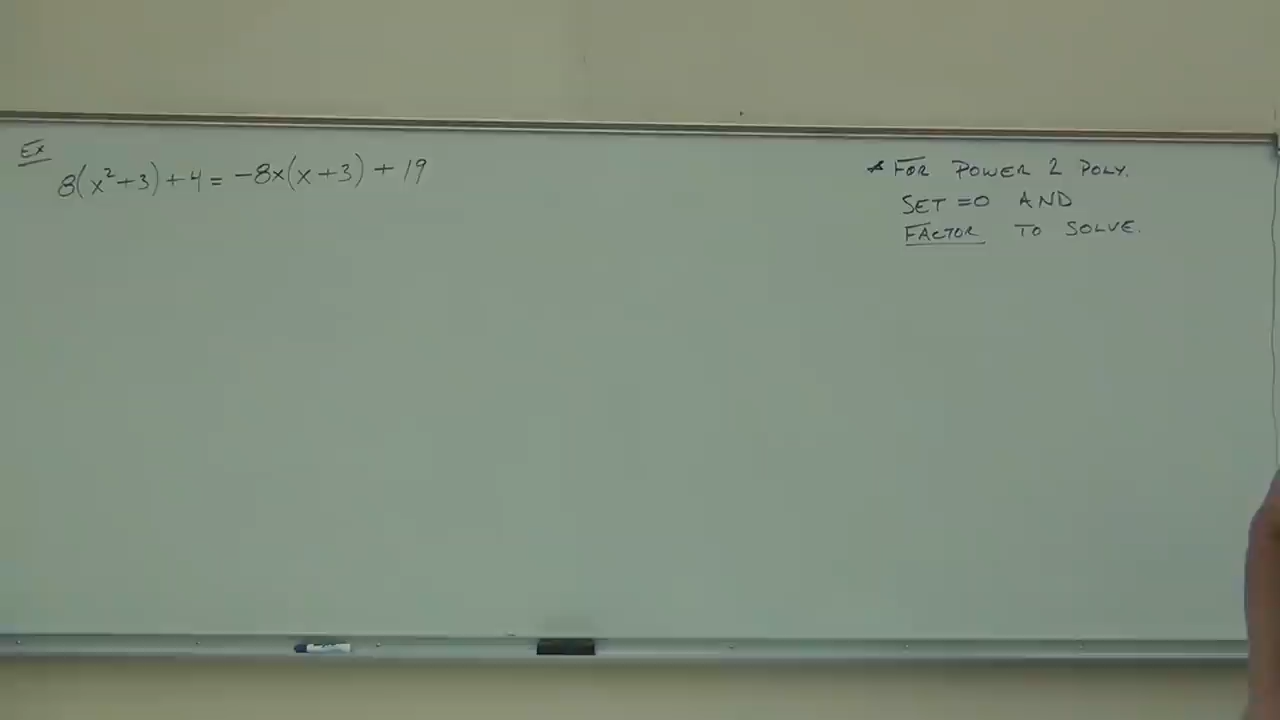 Ex
8(x²+3)+4 = -8x(x+3)+19
* FOR POWER 2 POLY.
SET =0 AND
FACTOR TO SOLVE.